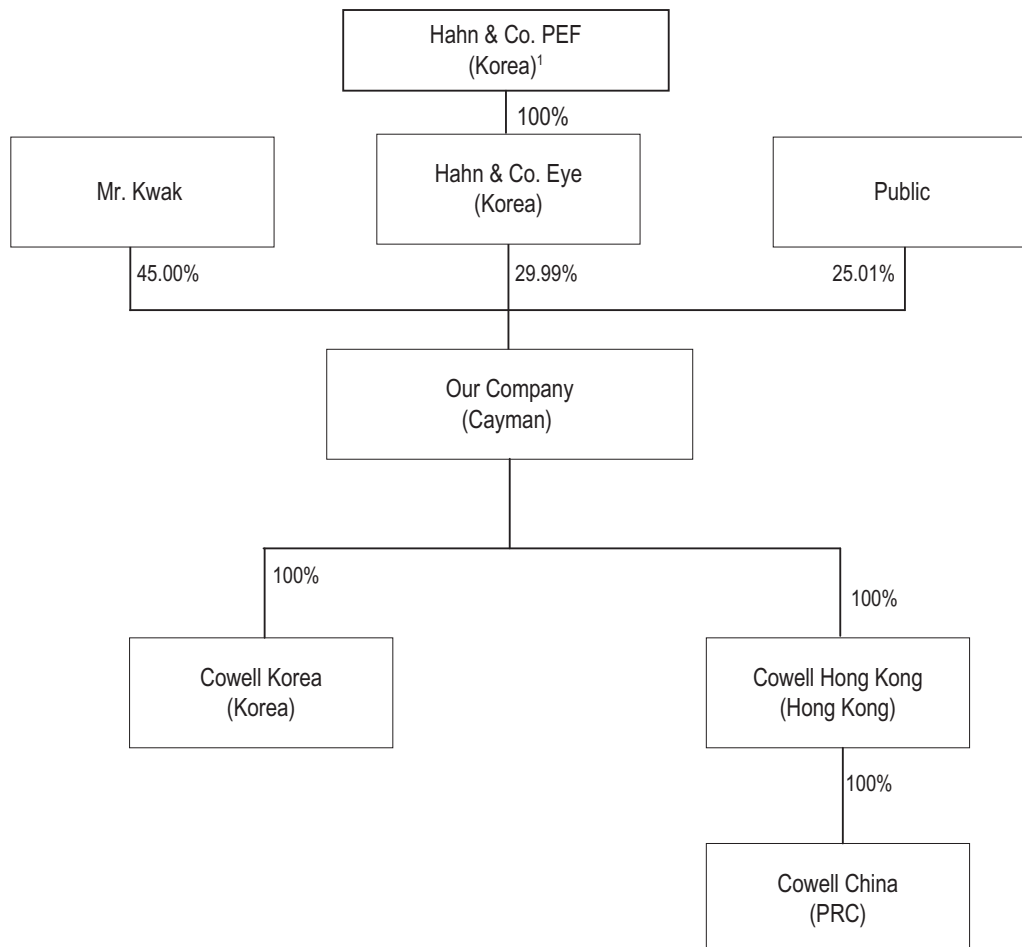 Hahn & Co. PEF
(Korea)¹
100%
Mr. Kwak
Hahn & Co. Eye
(Korea)
Public
45.00%
29.99%
25.01%
Our Company
(Cayman)
100%
100%
Cowell Korea
(Korea)
Cowell Hong Kong
(Hong Kong)
100%
Cowell China
(PRC)